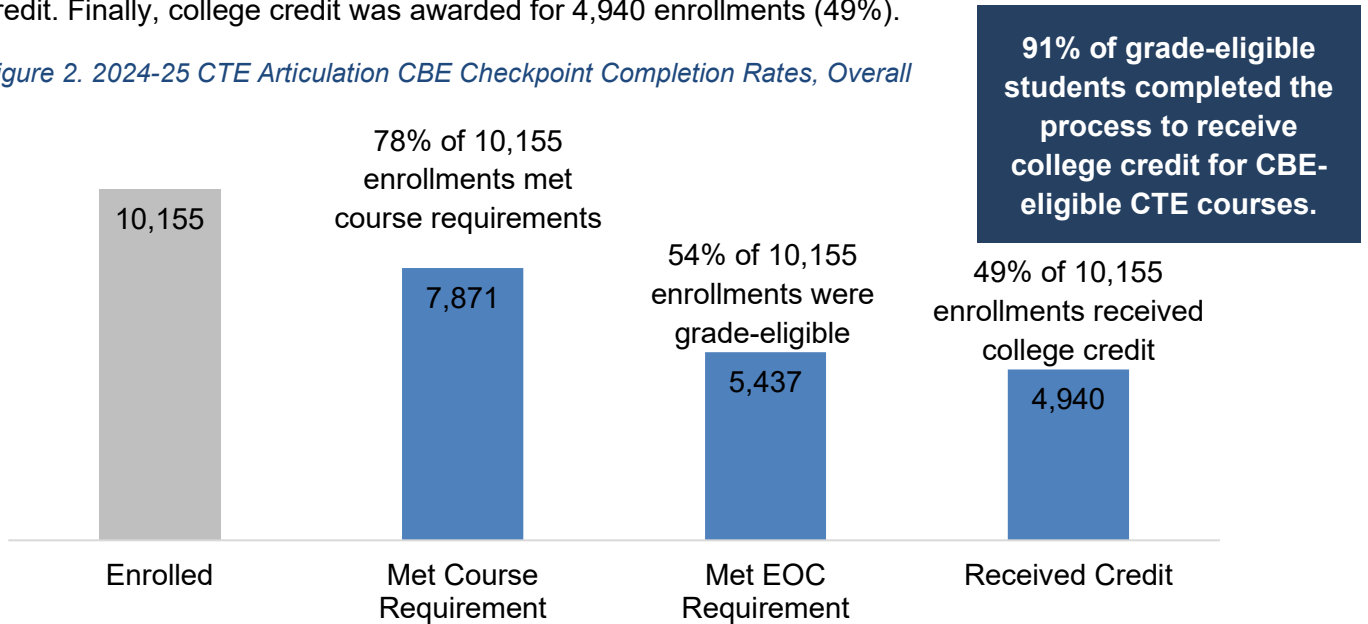 redit. Finally, college credit was awarded for 4,940 enrollments (49%).
igure 2. 2024-25 CTE Articulation CBE Checkpoint Completion Rates, Overall
91% of grade-eligible
students completed the
process to receive
college credit for CBE-
eligible CTE courses.
10,155
78% of 10,155
enrollments met
course requirements
7,871
54% of 10,155
enrollments were
grade-eligible
5,437
49% of 10,155
enrollments received
college credit
4,940
Enrolled
Met Course
Requirement
Met EOC
Requirement
Received Credit